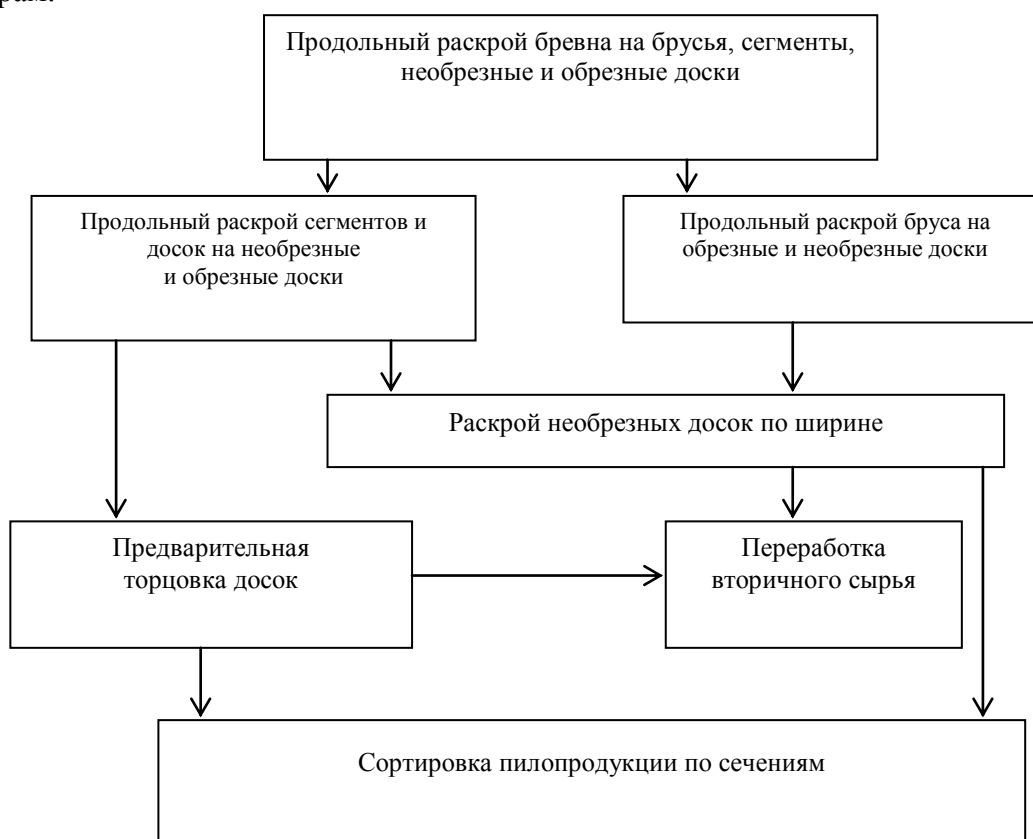 рам.
Продольный раскрой бревна на брусья, сегменты,
необрезные и обрезные доски
Продольный раскрой сегментов и
досок на необрезные
и обрезные доски
Продольный раскрой бруса на
обрезные и необрезные доски
Раскрой необрезных досок по ширине
Предварительная
торцовка досок
Переработка
вторичного сырья
Сортировка пилопродукции по сечениям